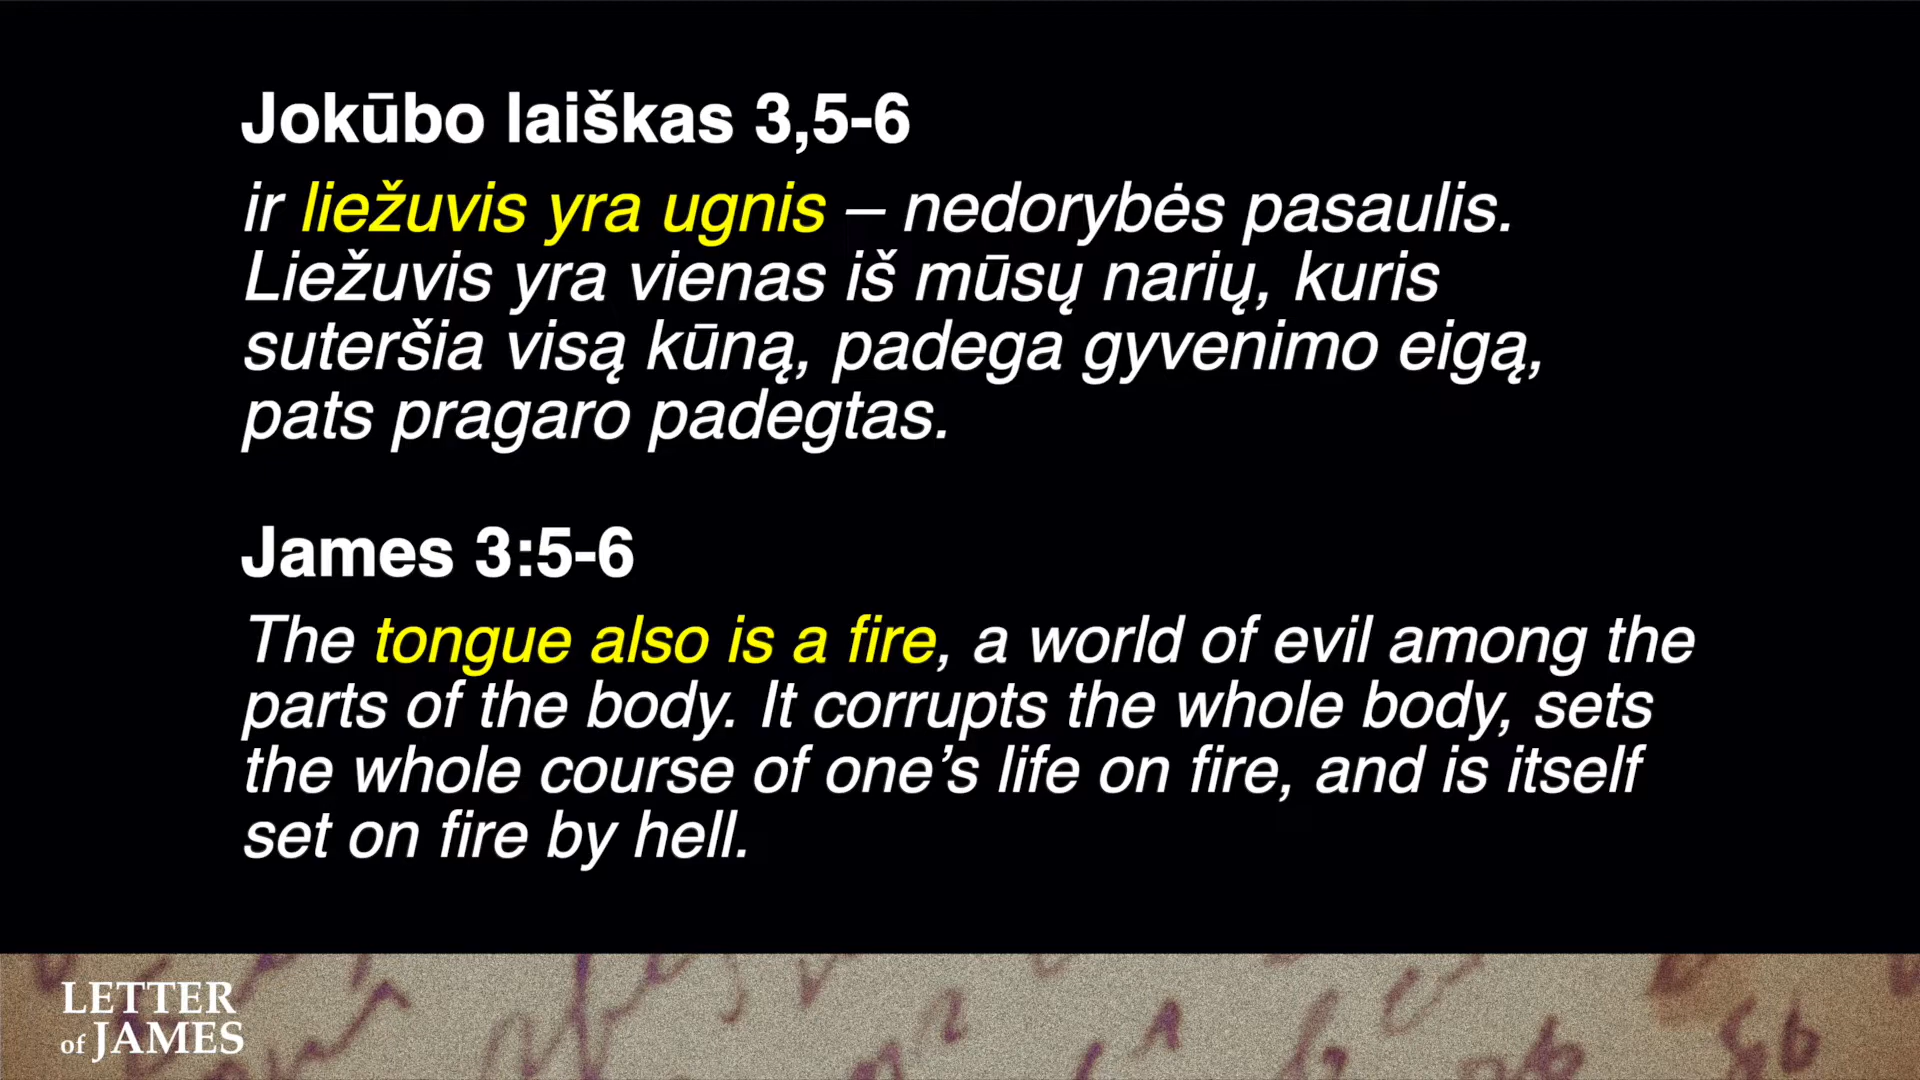 Jokūbo laiškas 3,5-6
ir liežuvis yra ugnis – nedorybės pasaulis.
Liežuvis yra vienas iš mūsų narių, kuris
suteršia visą kūną, padega gyvenimo eigą,
pats pragaro padegtas.
James 3:5-6
The tongue also is a fire, a world of evil among the
parts of the body. It corrupts the whole body, sets
the whole course of one’s life on fire, and is itself
set on fire by hell.
LETTER
of JAMES